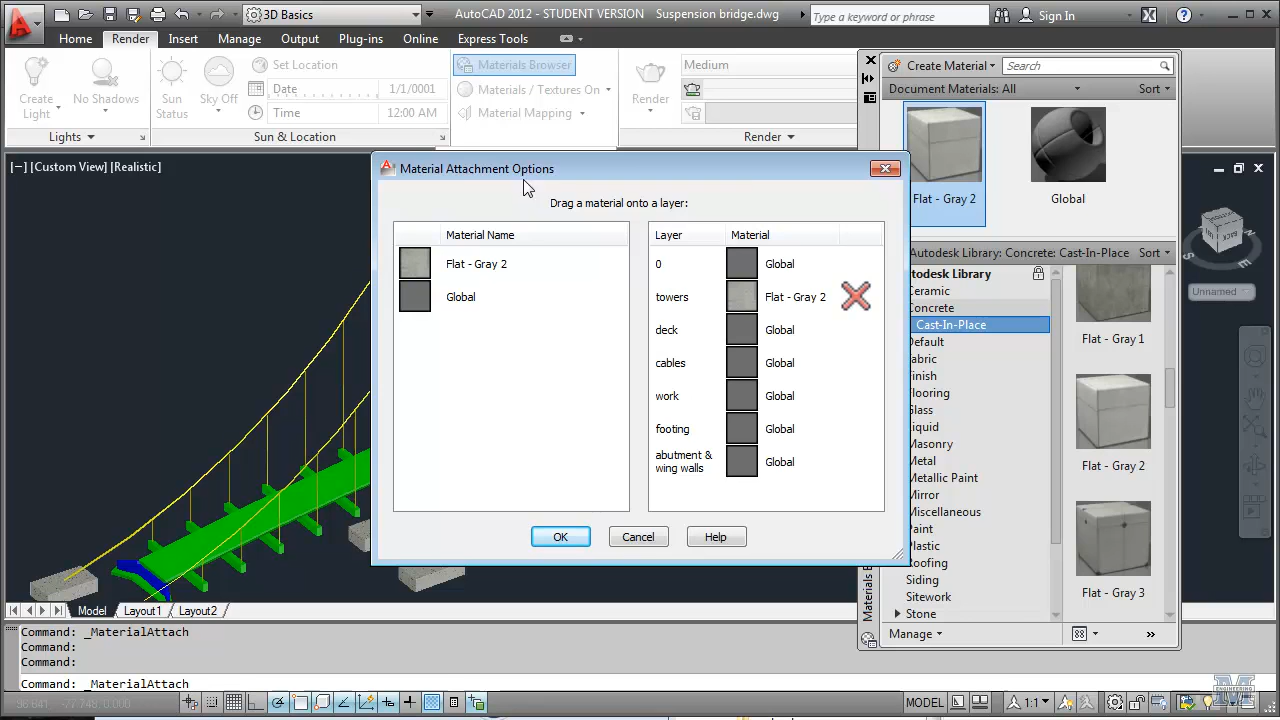 3D Basics
AutoCAD 2012 - STUDENT VERSION Suspension bridge.dwg
Type a keyword or phrase
Sign In
Home Render Insert Manage Output Plug-ins Online Express Tools
Create Light
No Shadows
Lights
Sun Status
Sky Off
Set Location
Date 1/1/0001
Time 12:00 AM
Sun & Location
Materials Browser
Materials / Textures On
Material Mapping
Render
Medium
Render
Create Material
Search
Document Materials: All
Sort
Flat - Gray 2
Global
Autodesk Library: Concrete: Cast-In-Place
Sort
[−] [Custom View] [Realistic]
Unnamed
Material Attachment Options
Drag a material onto a layer:
Material Name
Flat - Gray 2
Global
Layer Material
0 Global
towers Flat - Gray 2
deck Global
cables Global
work Global
footing Global
abutment &
wing walls Global
OK Cancel Help
todesk Library
Ceramic
Concrete
Cast-In-Place
Default
Fabric
Finish
Flooring
Glass
Liquid
Masonry
Metal
Metallic Paint
Mirror
Miscellaneous
Paint
Plastic
Roofing
Siding
Sitework
Stone
Flat - Gray 1
Flat - Gray 2
Flat - Gray 3
Materials B
Manage
Model Layout1 Layout2
Command: _MaterialAttach
Command:
Command:
Command: _MaterialAttach
MODEL
1:1